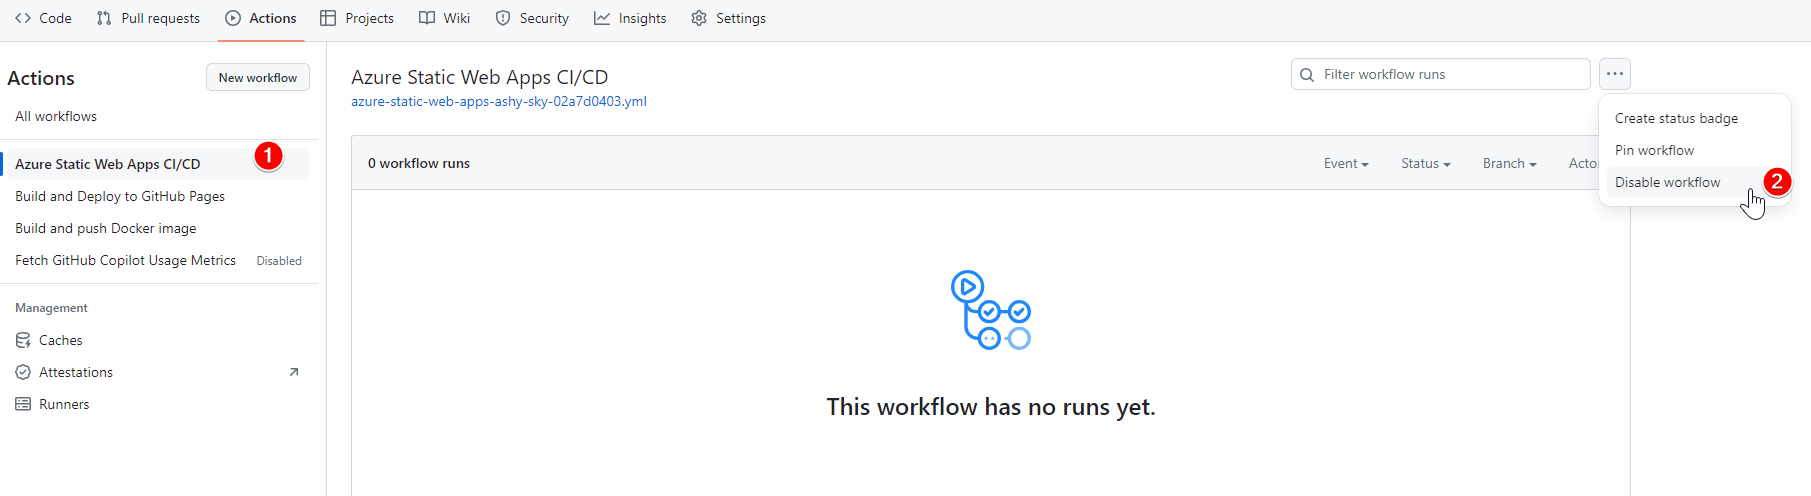 Code Pull requests Actions Projects Wiki Security Insights Settings
Actions
New workflow
All workflows
Azure Static Web Apps CI/CD
1
Build and Deploy to GitHub Pages
Build and push Docker image
Fetch GitHub Copilot Usage Metrics Disabled
Management
Caches
Attestations
Runners
Azure Static Web Apps CI/CD
azure-static-web-apps-ashy-sky-02a7d0403.yml
Filter workflow runs
Create status badge
Pin workflow
Disable workflow
2
0 workflow runs
Event Status Branch Acto
This workflow has no runs yet.